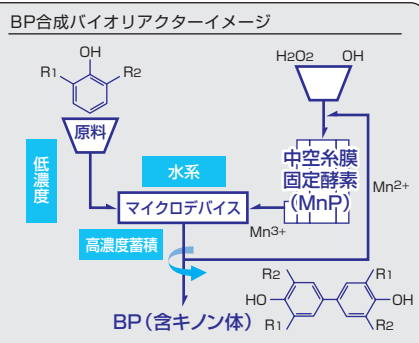 BP合成バイオリアクターイメージ
OH
R1
R2
原料
低濃度
H2O2
OH
中空糸膜
固定酵素
(MnP)
Mn2+
水系
マイクロデバイス
Mn3+
高濃度蓄積
BP(含キノン体)
R2
R1
HO
OH
R1
R2